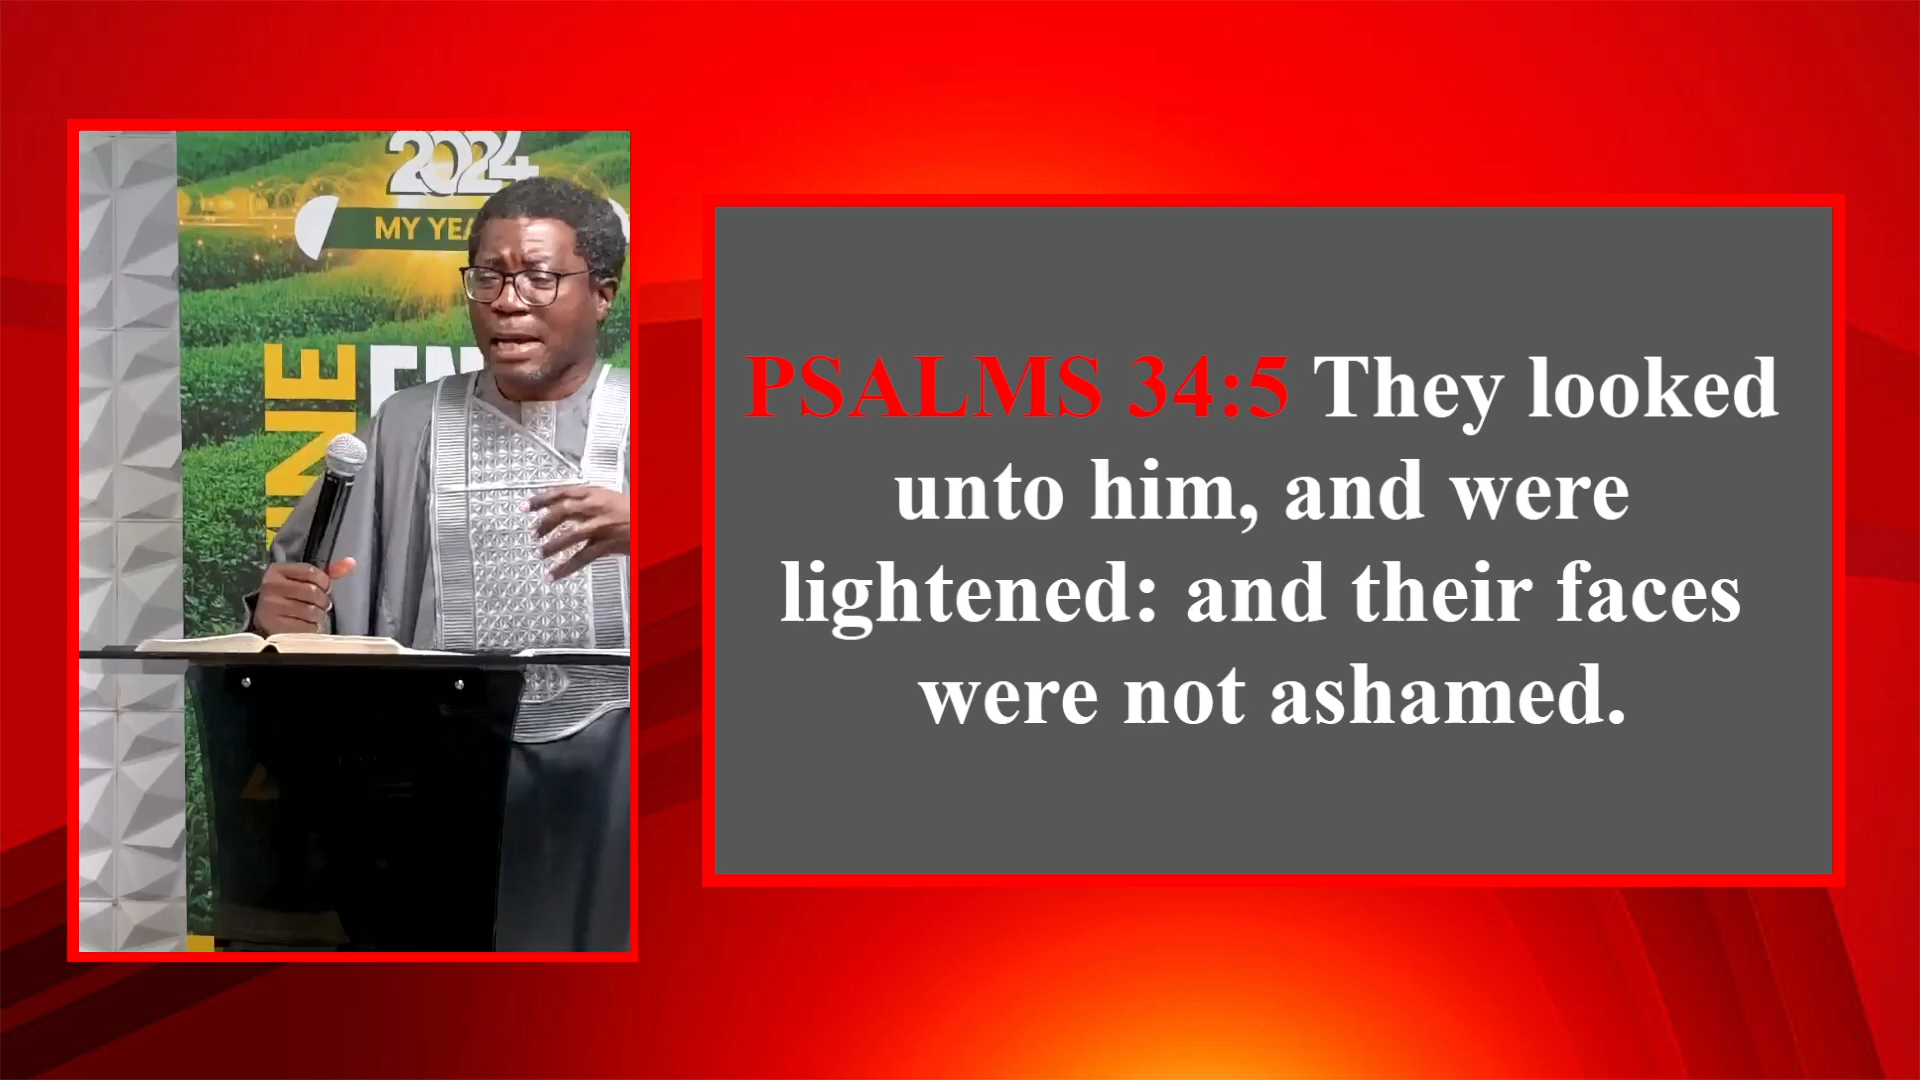 2024
MY YEA
PSALMS 34:5 They looked
unto him, and were
lightened: and their faces
were not ashamed.